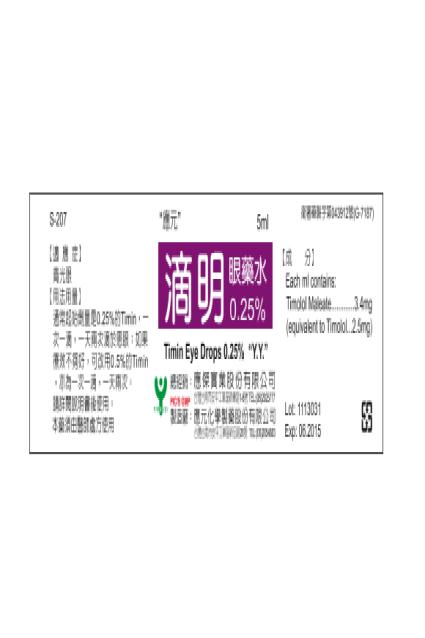 S-207
"應元"
5ml
衛署藥製字第043912號(G-7187)
【適應症】
青光眼
【用法用量】
通常起始劑量是0.25%的Timin，一
次一滴，一天兩次滴於患眼；如果
療效不夠好，可改用0.5%的Timin
，亦為一次一滴，一天兩次。
請詳閱說明書後使用。
本藥須由醫師處方使用
滴明
眼藥水
0.25%
Timin Eye Drops 0.25% "Y.Y."
總經銷：應傑實業股份有限公司
PIC/S GMP
製造廠：應元化學製藥股份有限公司
【成 分】
Each ml contains:
Timolol Maleate............3.4mg
(equivalent to Timolol...2.5mg)
Lot: 1113031
Exp: 06.2015